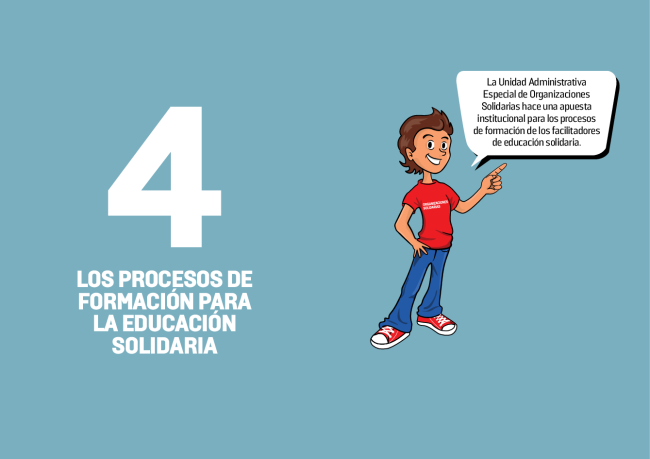 4
LOS PROCESOS DE
FORMACIÓN PARA
LA EDUCACIÓN
SOLIDARIA
La Unidad Administrativa
Especial de Organizaciones
Solidarias hace una apuesta
institucional para los procesos
de formación de los facilitadores
de educación solidaria.
ORGANIZACIONES
SOLIDARIAS